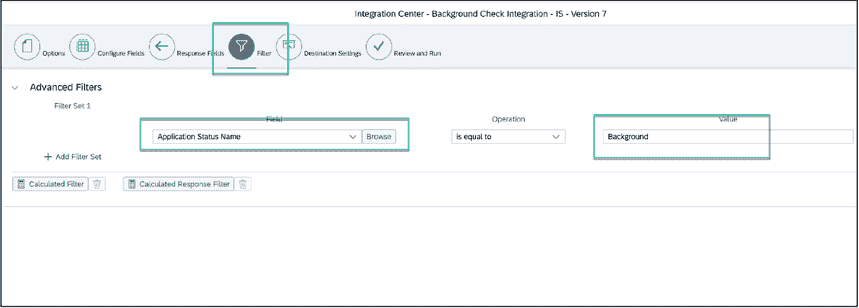 Integration Center - Background Check Integration - IS - Version 7
Options Configure Fields Response Fields Filter Destination Settings Review and Run
Advanced Filters
Filter Set 1
Field Operation Value
Application Status Name Browse is equal to Background
+ Add Filter Set
Calculated Filter Calculated Response Filter